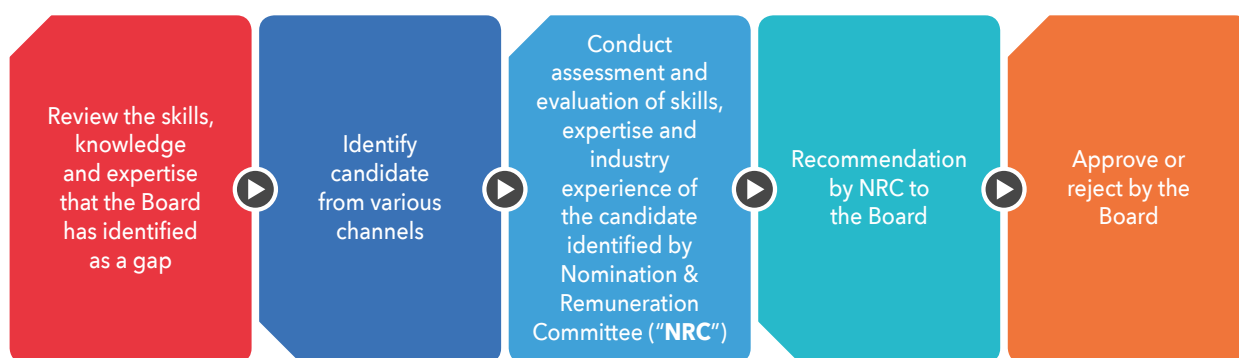 Review the skills,
knowledge
and expertise
that the Board
has identified
as a gap
Identify
candidate
from various
channels
Conduct
assessment and
evaluation of skills,
expertise and
industry
experience of
the candidate
identified by
Nomination &
Remuneration
Committee (“NRC”)
Recommendation
by NRC to
the Board
Approve or
reject by the
Board